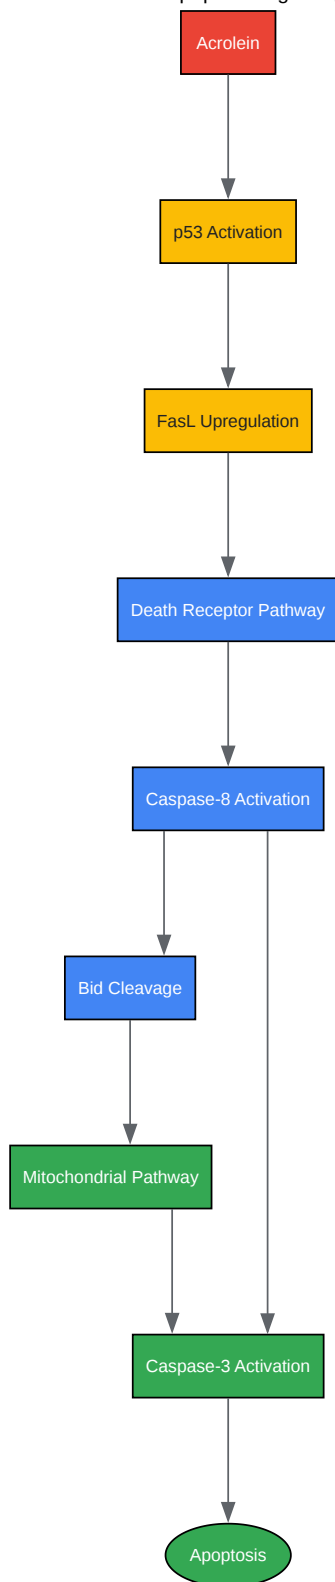 Acrolein
p53 Activation
FasL Upregulation
Death Receptor Pathway
Caspase-8 Activation
Bid Cleavage
Mitochondrial Pathway
Caspase-3 Activation
Apoptosis